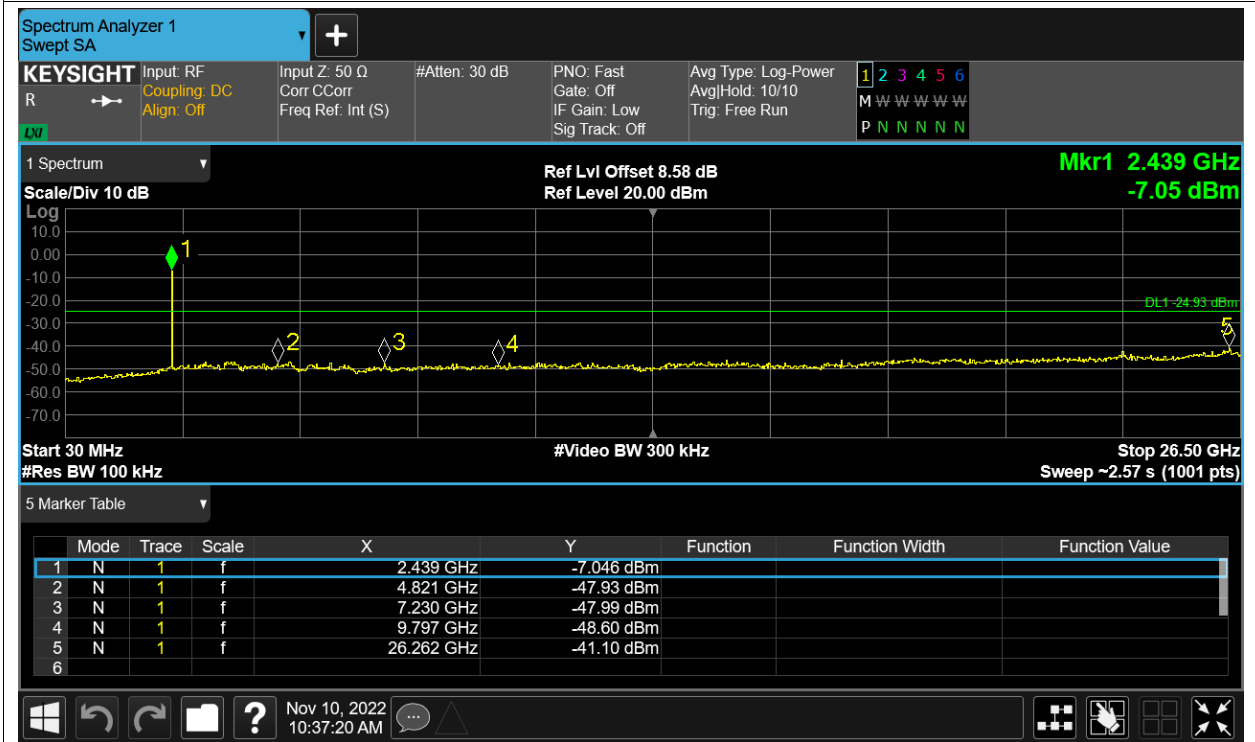 Spectrum Analyzer 1
Swept SA
+
KEYSIGHT
R
LXI
Input: RF
Coupling: DC
Align: Off
Input Z: 50 Ω
Corr CCorr
Freq Ref: Int (S)
#Atten: 30 dB
PNO: Fast
Gate: Off
IF Gain: Low
Sig Track: Off
Avg Type: Log-Power
Avg|Hold: 10/10
Trig: Free Run
1 2 3 4 5 6
M W W W W W
P N N N N N
1 Spectrum
Scale/Div 10 dB
Ref Lvl Offset 8.58 dB
Ref Level 20.00 dBm
Mkr1 2.439 GHz
-7.05 dBm
Log
10.0
0.00
-10.0
-20.0
-30.0
-40.0
-50.0
-60.0
-70.0
1
2
3
4
5
DL1 -24.93 dBm
Start 30 MHz
#Video BW 300 kHz
Stop 26.50 GHz
#Res BW 100 kHz
Sweep ~2.57 s (1001 pts)
5 Marker Table
Mode Trace Scale X Y Function Function Width Function Value
1 N 1 f 2.439 GHz -7.046 dBm
2 N 1 f 4.821 GHz -47.93 dBm
3 N 1 f 7.230 GHz -47.99 dBm
4 N 1 f 9.797 GHz -48.60 dBm
5 N 1 f 26.262 GHz -41.10 dBm
6
?
Nov 10, 2022
10:37:20 AM